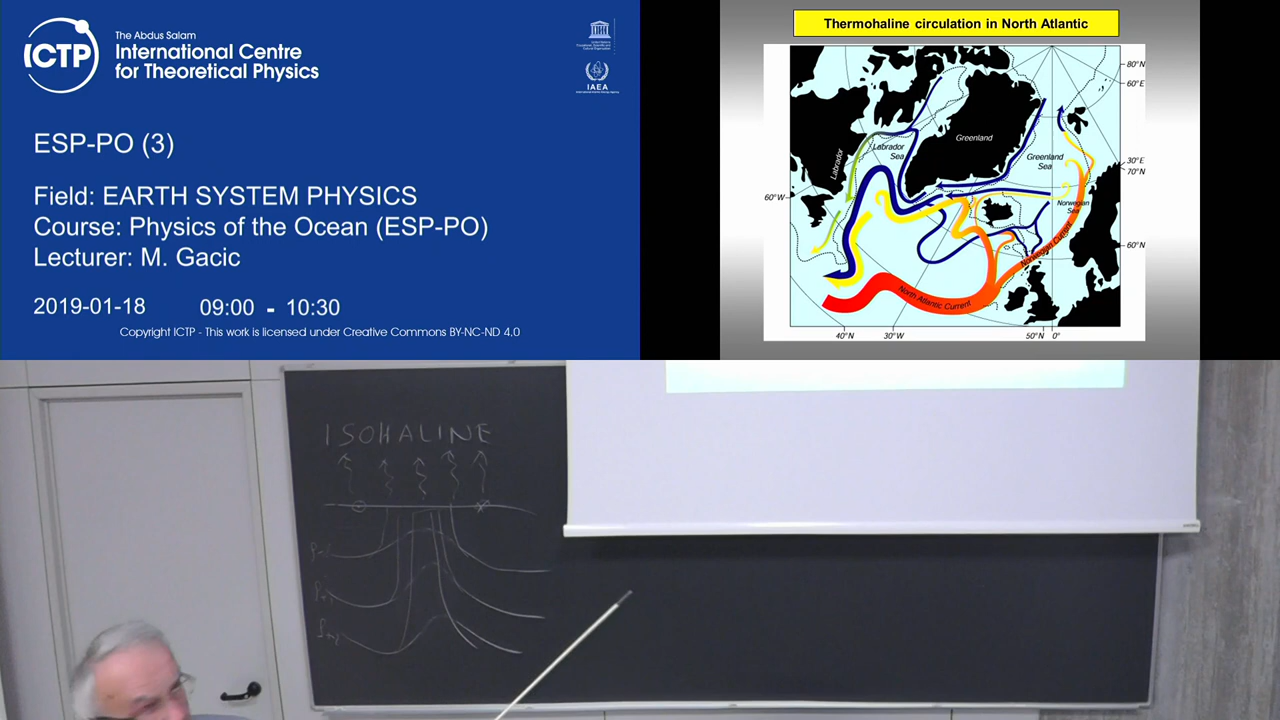 ICTP
The Abdus Salam
International Centre
for Theoretical Physics
IAEA
ESP-PO (3)
Field: EARTH SYSTEM PHYSICS
Course: Physics of the Ocean (ESP-PO)
Lecturer: M. Gacic
2019-01-18 09:00 - 10:30
Copyright ICTP - This work is licensed under Creative Commons BY-NC-ND 4.0
Thermohaline circulation in North Atlantic
80°N
60°E
Greenland
Labrador
Labrador
Sea
Greenland
Sea
30°E
70°N
60°W
Norwegian
Sea
60°N
Norwegian Current
North Atlantic Current
40°N
30°W
50°N
0°
ISOHALINE